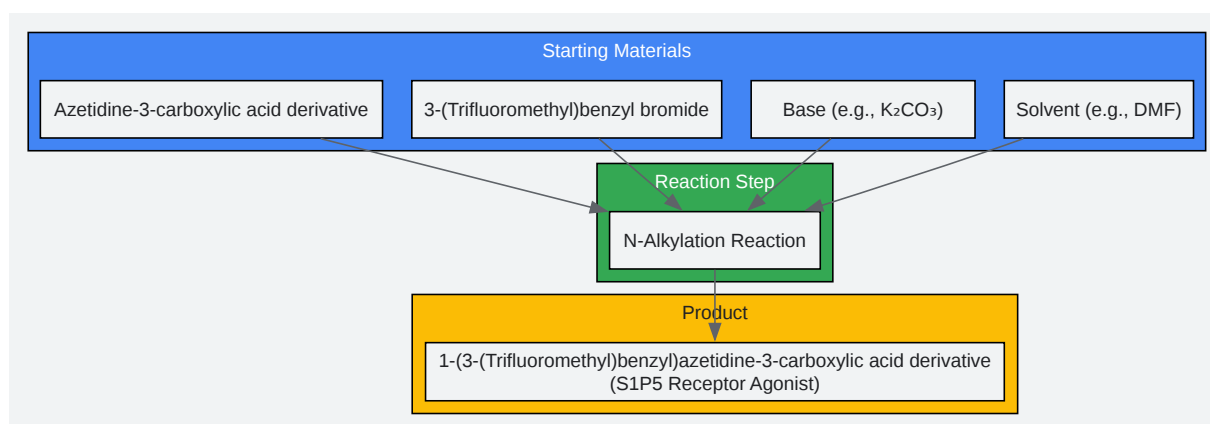 Starting Materials
Azetidine-3-carboxylic acid derivative
3-(Trifluoromethyl)benzyl bromide
Base (e.g., K₂CO₃)
Solvent (e.g., DMF)
Reaction Step
N-Alkylation Reaction
Product
1-(3-(Trifluoromethyl)benzyl)azetidine-3-carboxylic acid derivative
(S1P5 Receptor Agonist)